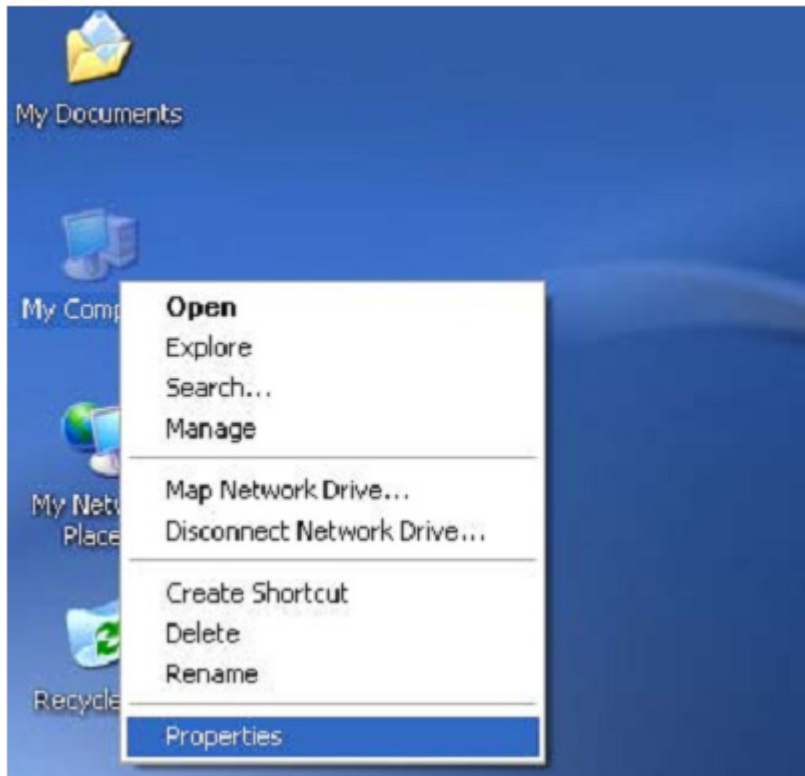 My Documents
My Comp
Open
Explore
Search...
Manage
My Netw
Place
Map Network Drive...
Disconnect Network Drive...
Create Shortcut
Delete
Rename
Recycle
Properties